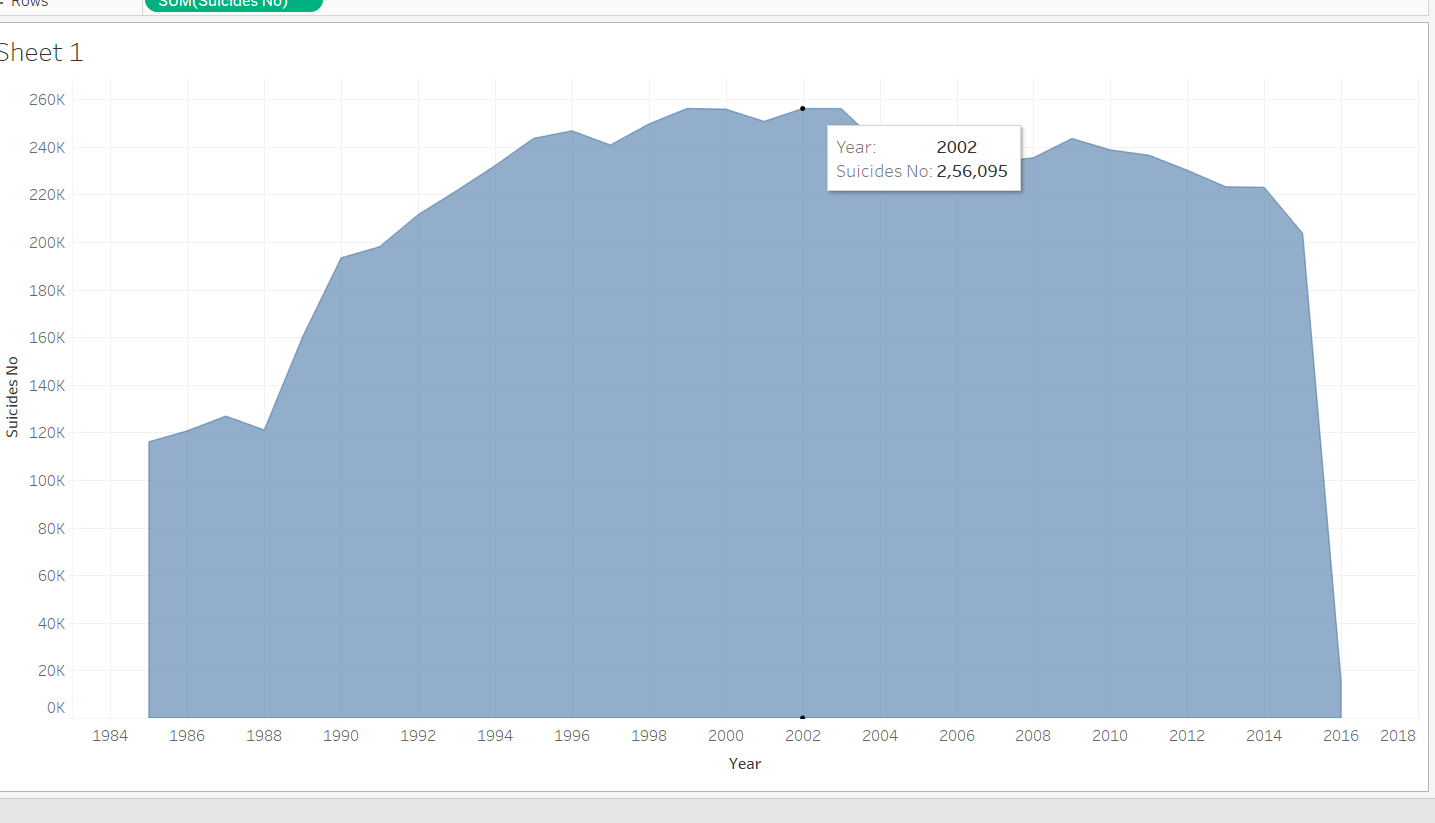 Rows SUM(Suicides No)
Sheet 1
260K
240K
220K
200K
180K
160K
140K
120K
100K
80K
60K
40K
20K
0K
Suicides No
Year: 2002
Suicides No: 2,56,095
1984 1986 1988 1990 1992 1994 1996 1998 2000 2002 2004 2006 2008 2010 2012 2014 2016 2018
Year